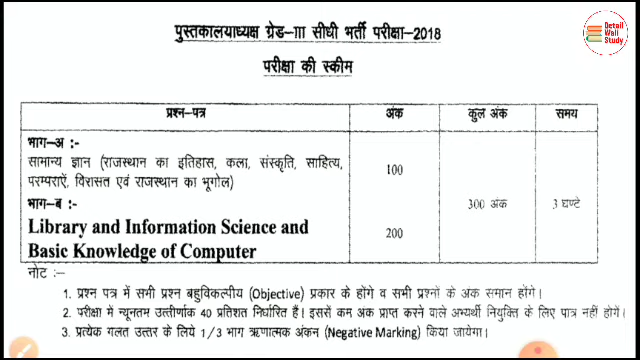 पुस्तकालयाध्यक्ष ग्रेड-III सीधी भर्ती परीक्षा-2018
Detail
Wall
Study
परीक्षा की स्कीम
प्रश्न-पत्र अंक कुल अंक समय
भाग-अ :-
सामान्य ज्ञान (राजस्थान का इतिहास, कला, संस्कृति, साहित्य,
परम्पराऐं, विरासत एवं राजस्थान का भूगोल)
100
भाग-ब :-
300 अंक 3 घण्टे
Library and Information Science and
Basic Knowledge of Computer
200
नोट :-
1. प्रश्न पत्र में सभी प्रश्न बहुविकल्पीय (Objective) प्रकार के होंगे व सभी प्रश्नों के अंक समान होंगे।
2. परीक्षा में न्यूनतम उत्तीर्णांक 40 प्रतिशत निर्धारित हैं। इससें कम अंक प्राप्त करने वाले अभ्यर्थी नियुक्ति के लिए पात्र नहीं होगें।
3. प्रत्येक गलत उत्तर के लिये 1/3 भाग ऋणात्मक अंकन (Negative Marking) किया जायेगा।